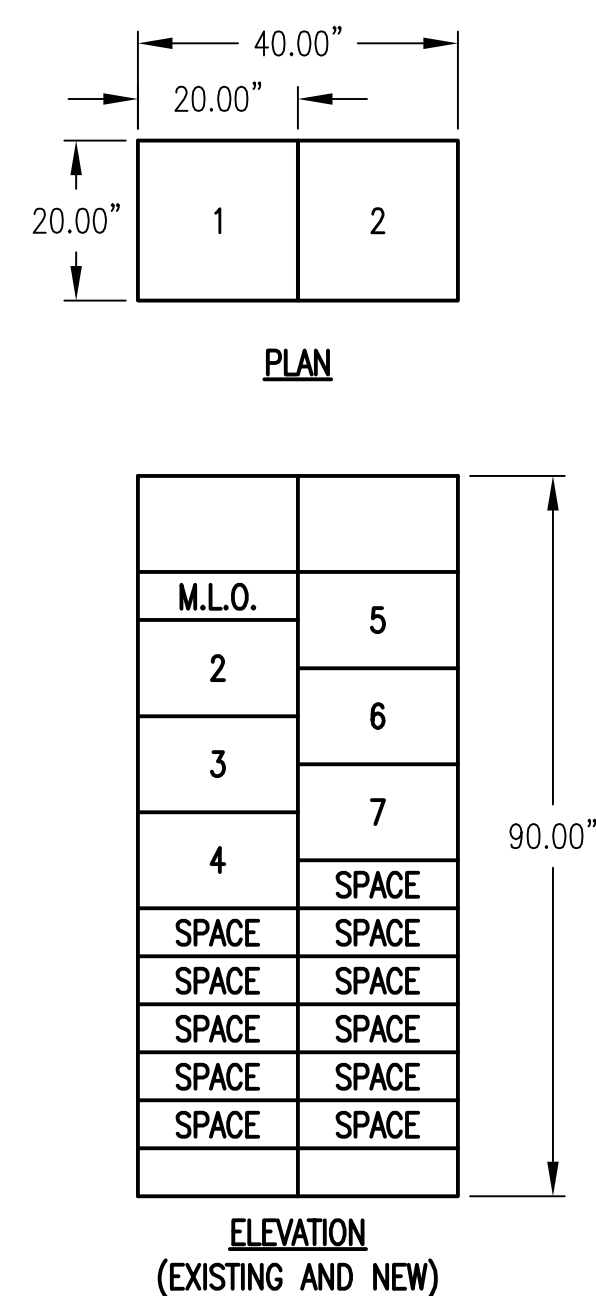 40.00”
20.00”
20.00”
1
2
PLAN
M.L.O.
5
2
6
3
7
4
90.00”
SPACE
SPACE
SPACE
SPACE
SPACE
SPACE
SPACE
SPACE
SPACE
SPACE
SPACE
ELEVATION
(EXISTING AND NEW)